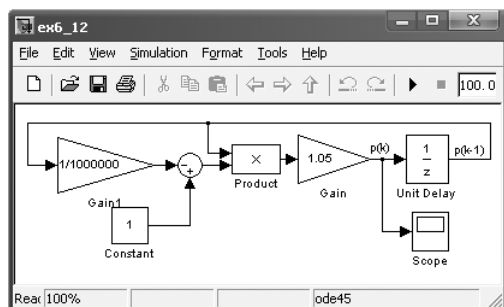 ex6_12
File Edit View Simulation Format Tools Help
100.0
1/1000000
Gain1
1
Constant
- +
×
Product
1.05
Gain
p(k)
1
z
Unit Delay
p(k-1)
Scope
Reac 100% ode45